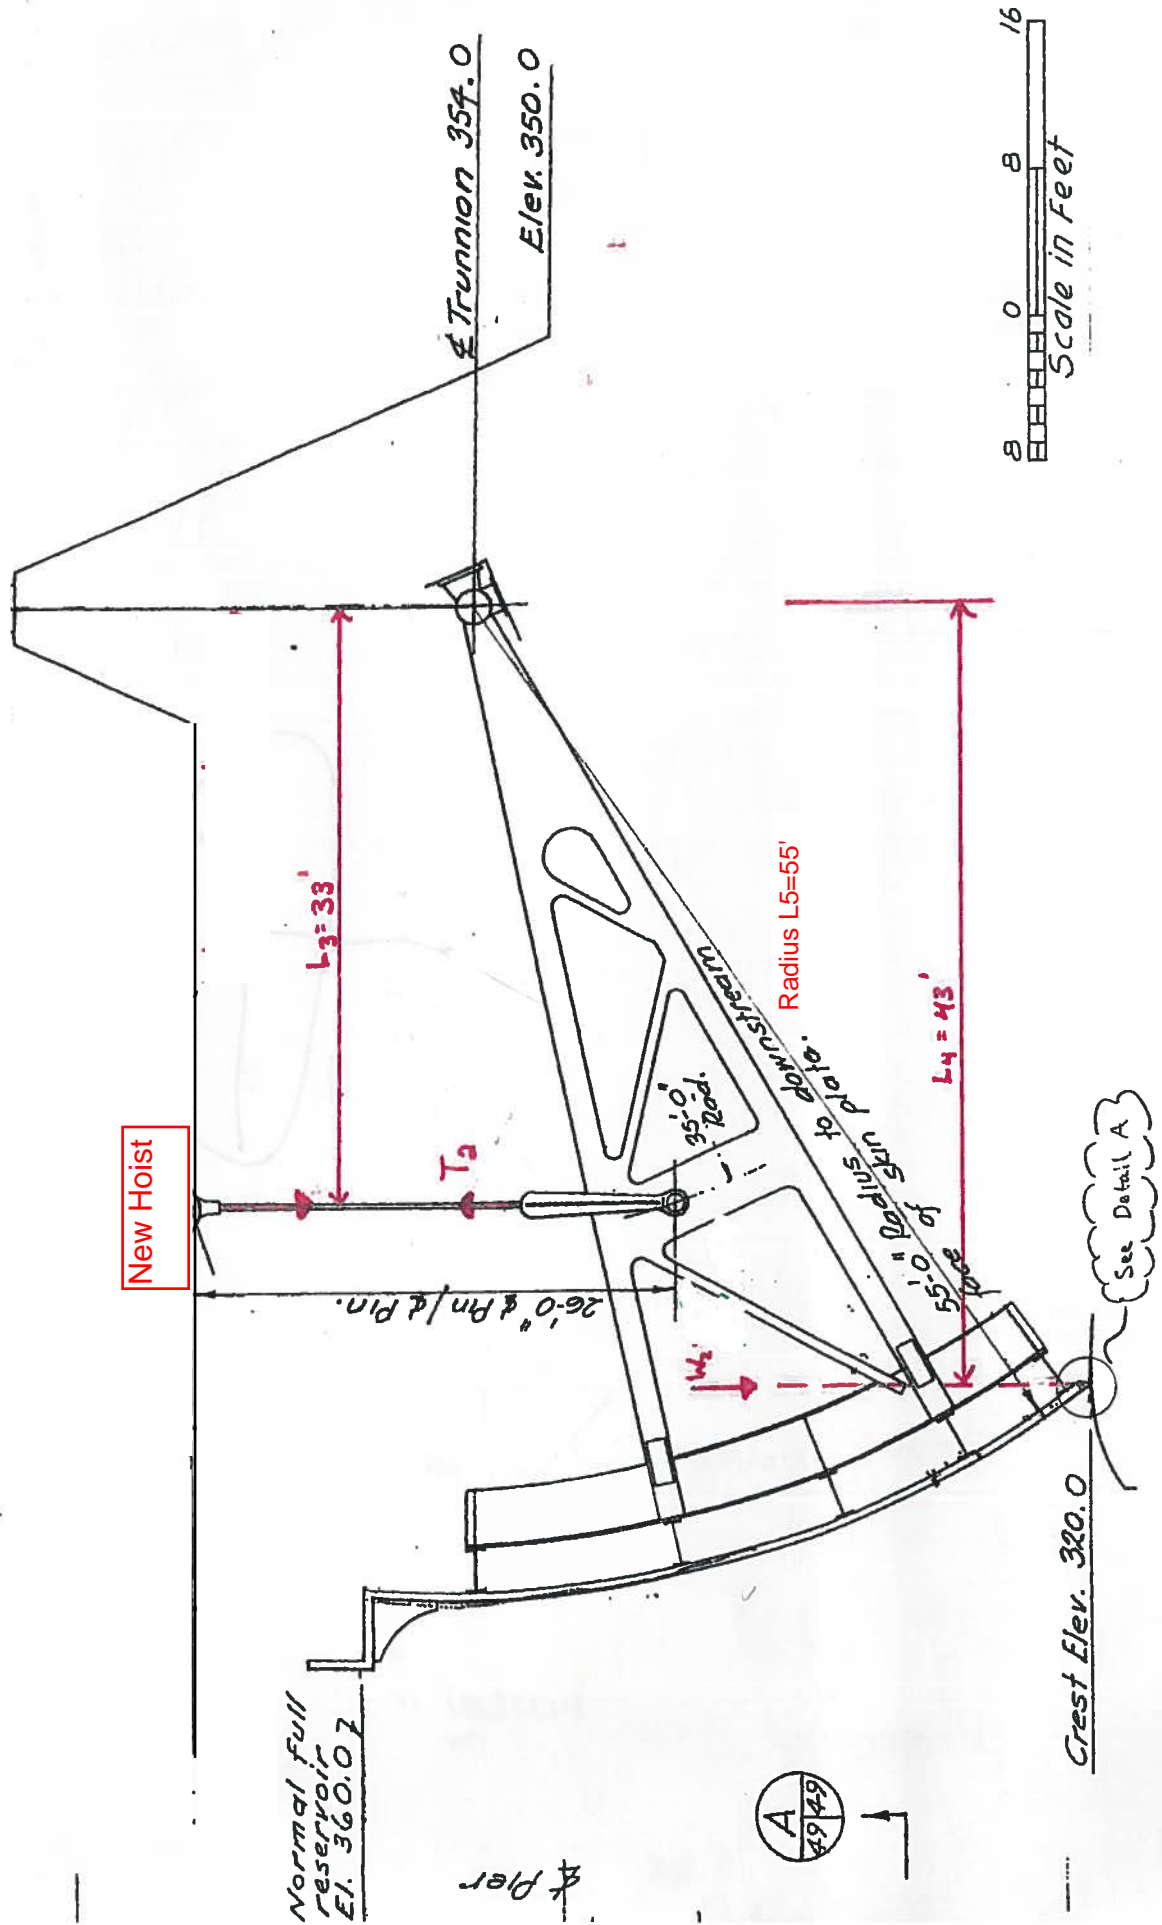 New Hoist
₵ Trunnion 354.0
Elev. 350.0
L3=33'
T2
26'-0" ₵ Pin/₵ Pin.
35'-0"
Rad.
W2
Radius L5=55'
55'-0" Radius to downstream
face of skin plate.
L4=43'
Normal full
reservoir
El. 360.0
₵ Pier
A
49 49
Crest Elev. 320.0
See Detail A
8 0 8 16
Scale in Feet